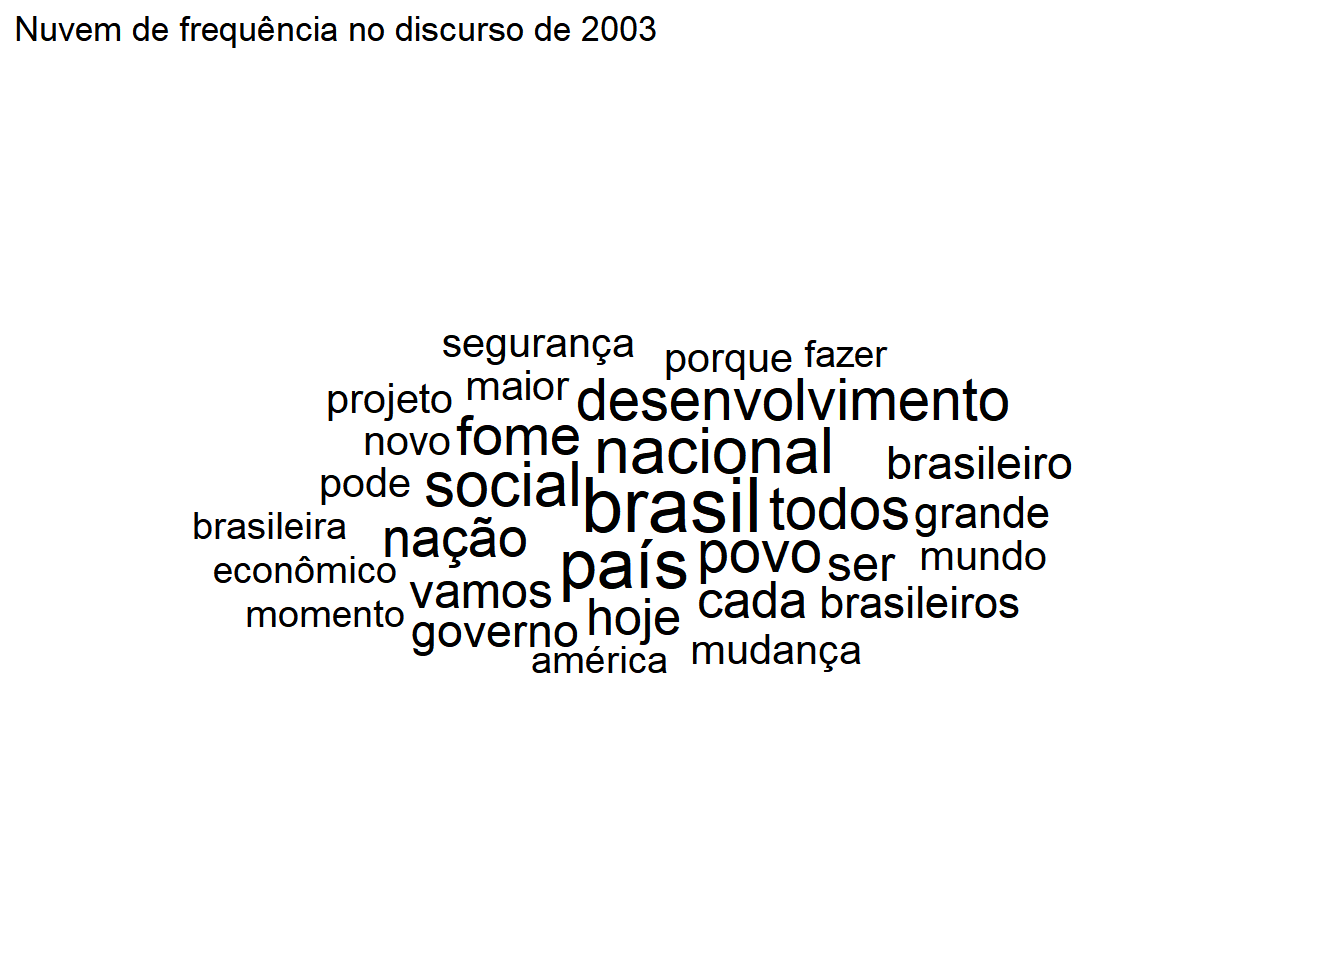 Nuvem de frequência no discurso de 2003
segurança
porque fazer
projeto maior desenvolvimento
novo fome nacional brasileiro
pode social brasil todos grande
brasileira nação país povo ser mundo
econômico vamos cada brasileiros
momento governo hoje mudança
américa